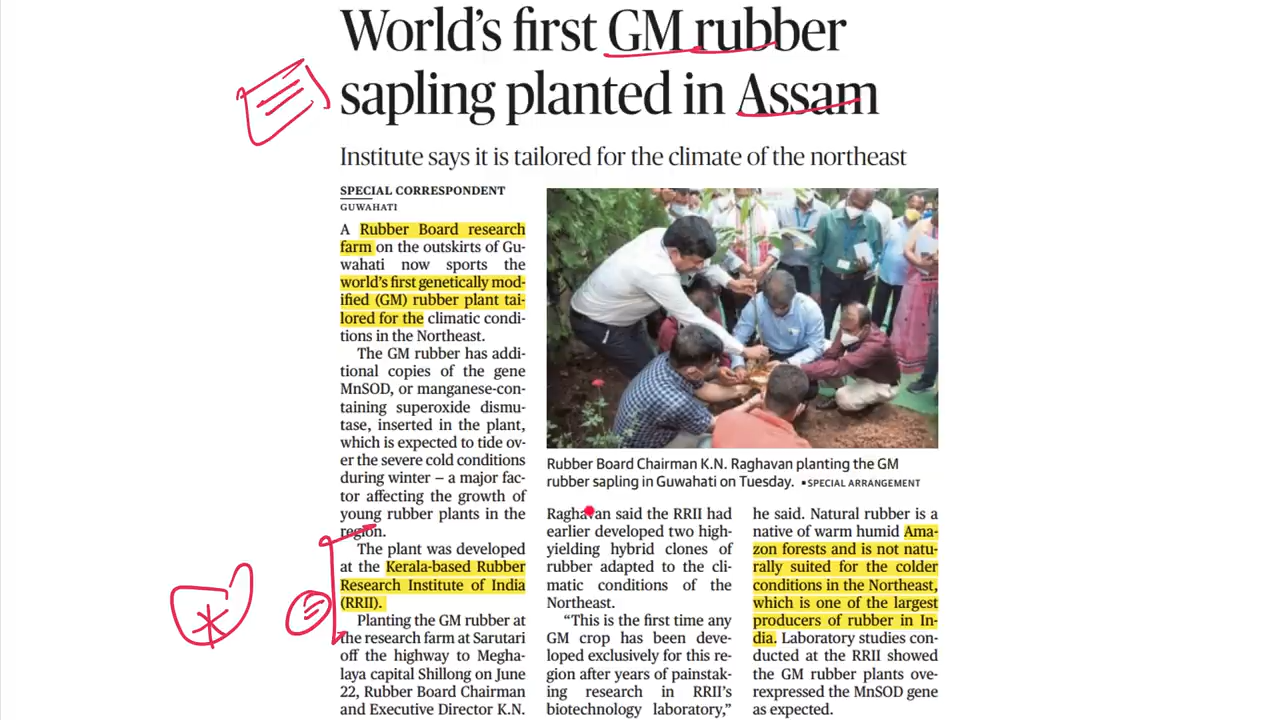 World's first GM rubber
sapling planted in Assam
Institute says it is tailored for the climate of the northeast
SPECIAL CORRESPONDENT
GUWAHATI
A Rubber Board research
farm on the outskirts of Gu-
wahati now sports the
world's first genetically mod-
ified (GM) rubber plant tai-
lored for the climatic condi-
tions in the Northeast.
The GM rubber has addi-
tional copies of the gene
MnSOD, or manganese-con-
taining superoxide dismu-
tase, inserted in the plant,
which is expected to tide ov-
er the severe cold conditions
during winter – a major fac-
tor affecting the growth of
young rubber plants in the
region.
The plant was developed
at the Kerala-based Rubber
Research Institute of India
(RRII).
Planting the GM rubber at
the research farm at Sarutari
off the highway to Megha-
laya capital Shillong on June
22, Rubber Board Chairman
and Executive Director K.N.
Rubber Board Chairman K.N. Raghavan planting the GM
rubber sapling in Guwahati on Tuesday. ▪SPECIAL ARRANGEMENT
Raghavan said the RRII had
earlier developed two high-
yielding hybrid clones of
rubber adapted to the cli-
matic conditions of the
Northeast.
“This is the first time any
GM crop has been deve-
loped exclusively for this re-
gion after years of painstak-
ing research in RRII's
biotechnology laboratory,”
he said. Natural rubber is a
native of warm humid Ama-
zon forests and is not natu-
rally suited for the colder
conditions in the Northeast,
which is one of the largest
producers of rubber in In-
dia. Laboratory studies con-
ducted at the RRII showed
the GM rubber plants ove-
rexpressed the MnSOD gene
as expected.